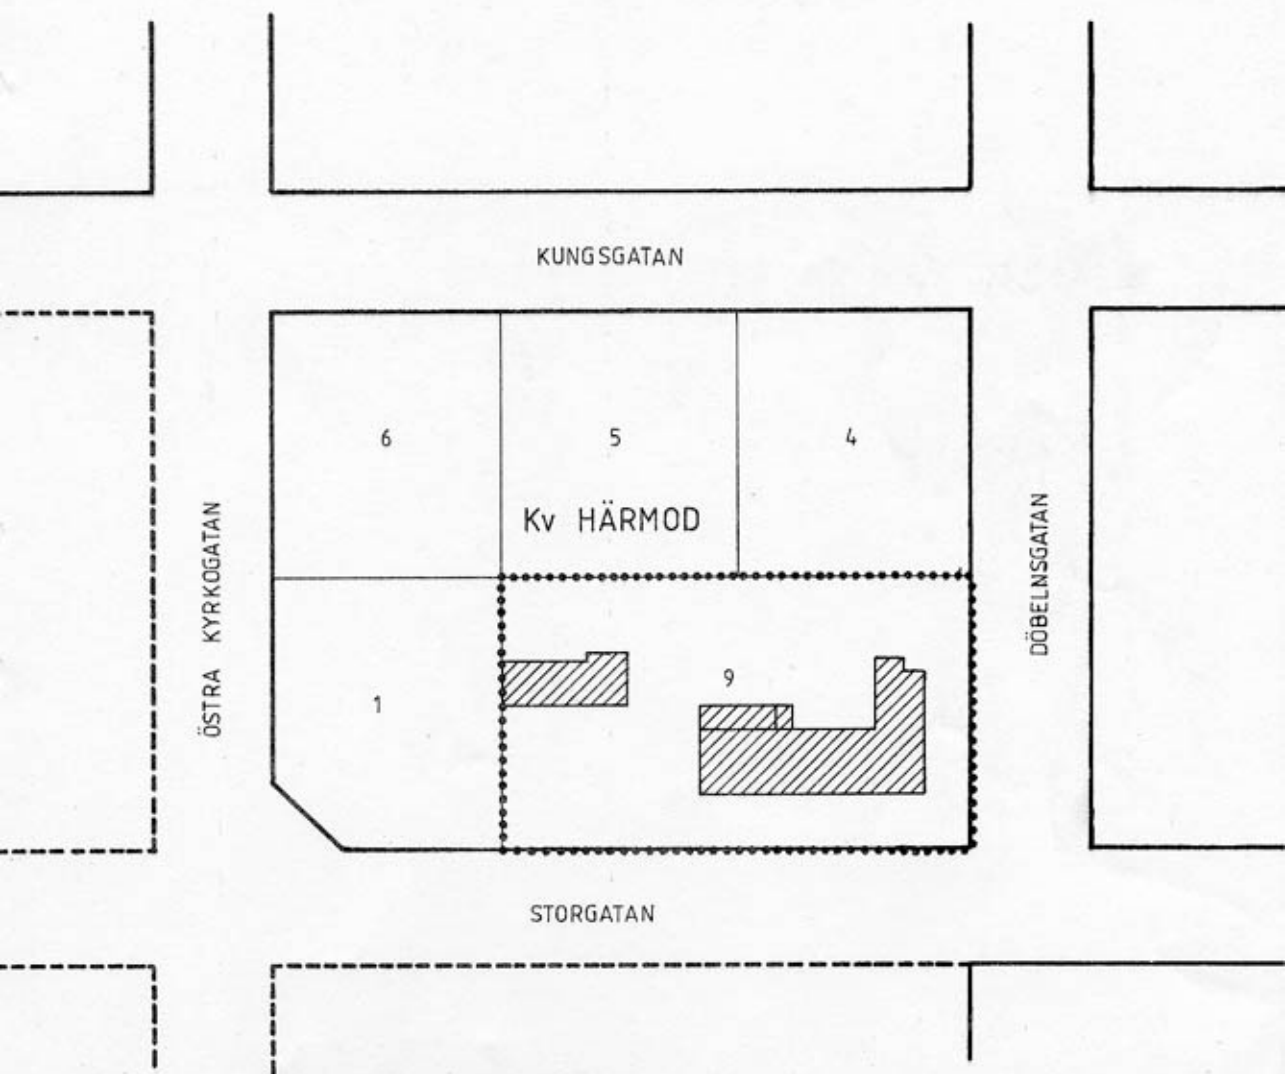 KUNGSGATAN
6
5
4
Kv HÄRMOD
ÖSTRA KYRKOGATAN
DÖBELNSGATAN
1
9
STORGATAN